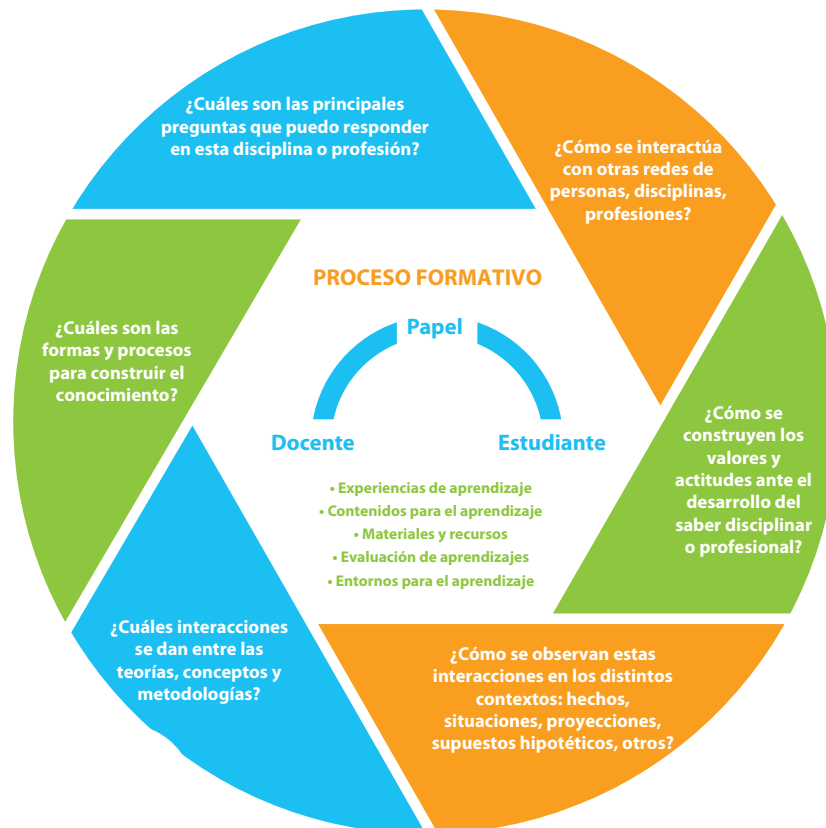 ¿Cuáles son las principales
preguntas que puedo responder
en esta disciplina o profesión?
¿Cómo se interactúa
con otras redes de
personas, disciplinas,
profesiones?
PROCESO FORMATIVO
Papel
Docente
Estudiante
• Experiencias de aprendizaje
• Contenidos para el aprendizaje
• Materiales y recursos
• Evaluación de aprendizajes
• Entornos para el aprendizaje
¿Cuáles son las
formas y procesos
para construir el
conocimiento?
¿Cómo se
construyen los
valores y
actitudes ante el
desarrollo del
saber disciplinar
o profesional?
¿Cuáles interacciones
se dan entre las
teorías, conceptos y
metodologías?
¿Cómo se observan estas
interacciones en los distintos
contextos: hechos,
situaciones, proyecciones,
supuestos hipotéticos, otros?